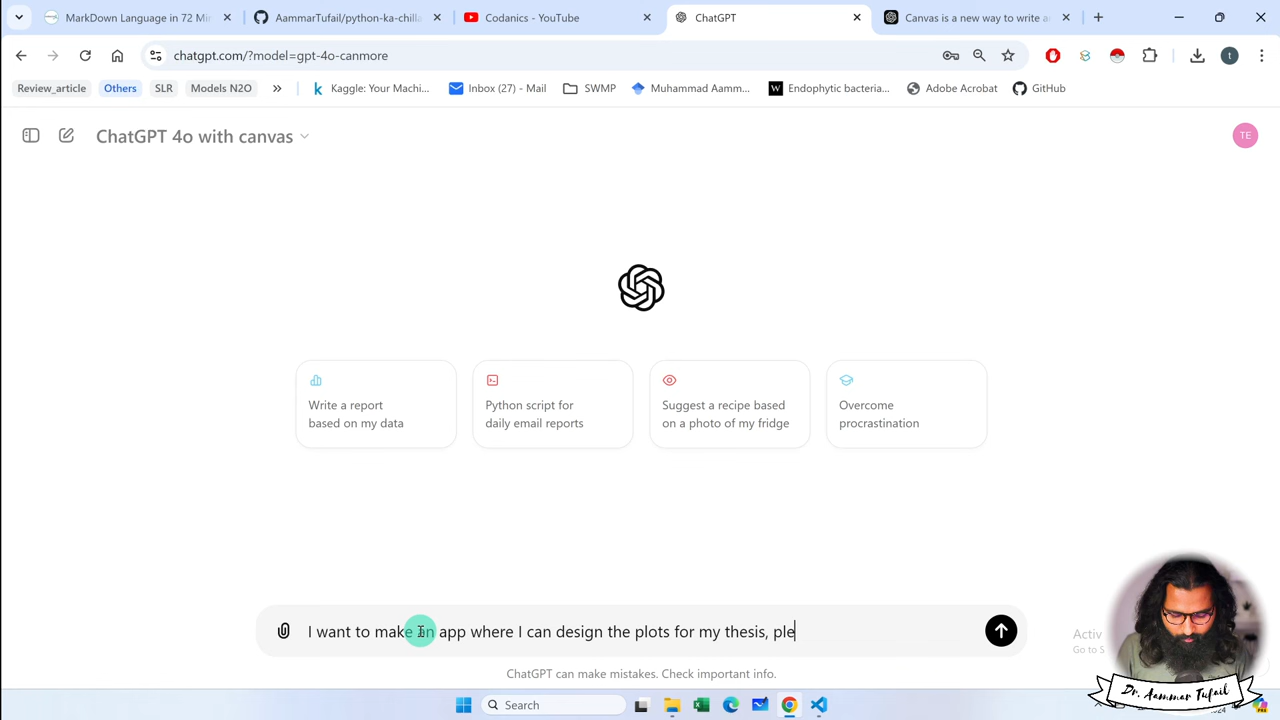 MarkDown Language in 72 Mi
AammarTufail/python-ka-chilla
Codanics - YouTube
ChatGPT
Canvas is a new way to write a
chatgpt.com/?model=gpt-4o-canmore
t
Review_article
Others
SLR
Models N2O
Kaggle: Your Machi...
Inbox (27) - Mail
SWMP
Muhammad Aamm...
Endophytic bacteria...
Adobe Acrobat
GitHub
ChatGPT 4o with canvas
TE
Write a report
based on my data
Python script for
daily email reports
Suggest a recipe based
on a photo of my fridge
Overcome
procrastination
I want to make an app where I can design the plots for my thesis, ple
Activ
Go to S
ChatGPT can make mistakes. Check important info.
Search
Dr. Aammar Tufail